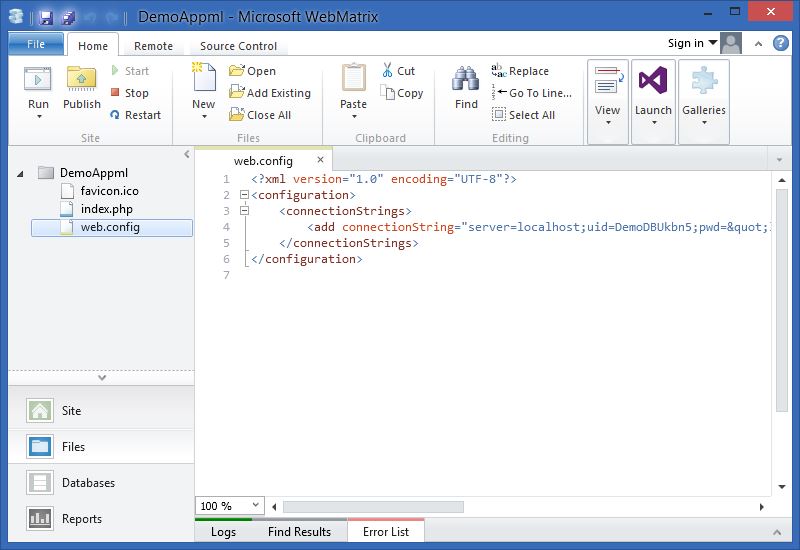 DemoAppml - Microsoft WebMatrix
File Home Remote Source Control Sign in
Run
Publish
Start
Stop
Restart
Site
New
Open
Add Existing
Close All
Files
Paste
Cut
Copy
Clipboard
Find
Replace
Go To Line...
Select All
Editing
View
Launch
Galleries
DemoAppml
favicon.ico
index.php
web.config
Site
Files
Databases
Reports
web.config
1 <?xml version="1.0" encoding="UTF-8"?>
2 <configuration>
3 <connectionStrings>
4 <add connectionString="server=localhost;uid=DemoDBUkbn5;pwd=&quot;
5 </connectionStrings>
6 </configuration>
7
100 %
Logs Find Results Error List